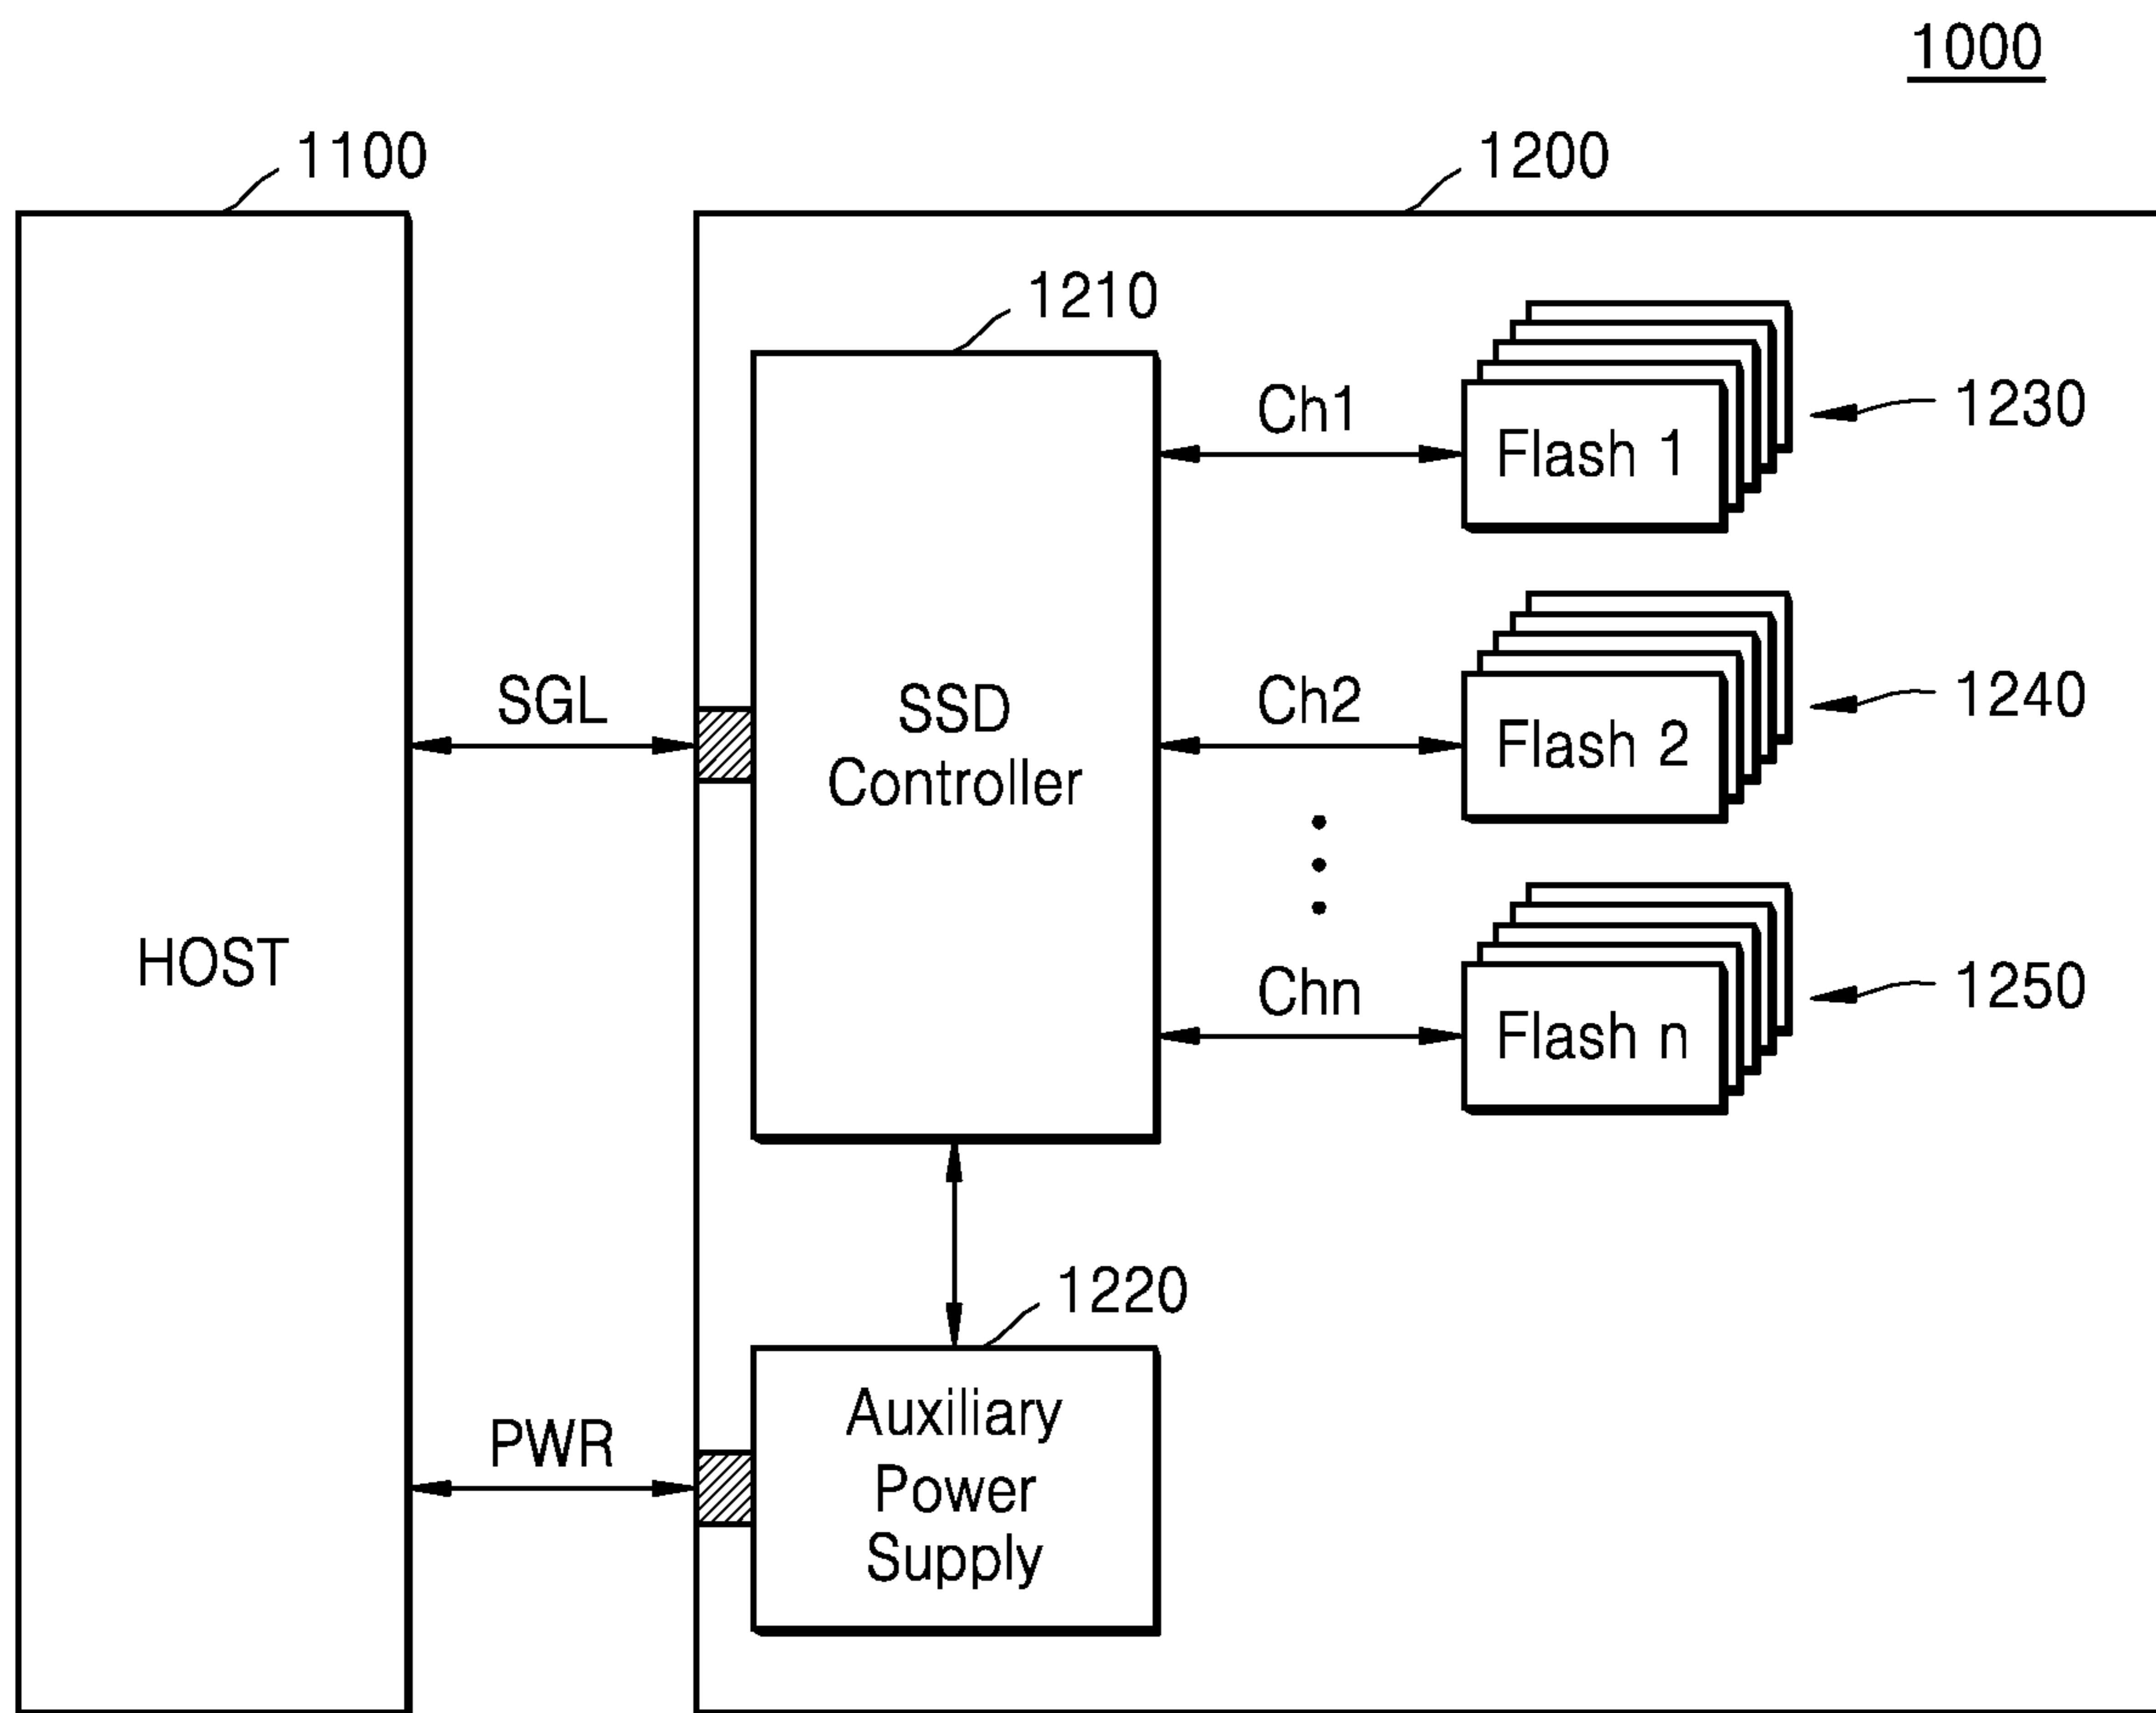 1000
1100
1200
1210
Ch1
Flash 1
1230
SGL
SSD
Controller
Ch2
Flash 2
1240
HOST
Chn
Flash n
1250
1220
PWR
Auxiliary
Power
Supply